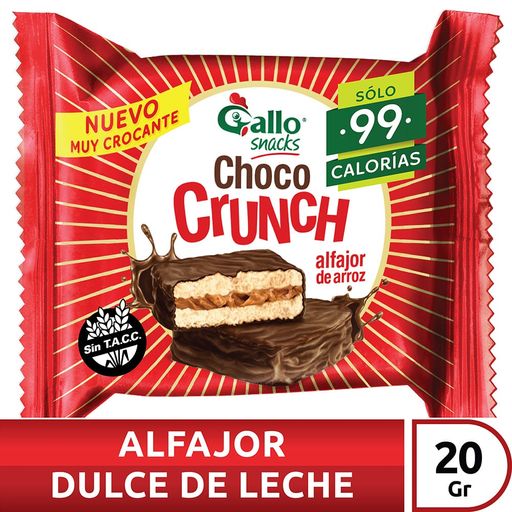 NUEVO
MUY CROCANTE
Gallo®
snacks
SÓLO
·99·
CALORÍAS
Choco
CRUNCH
alfajor
de arroz
Sin T.A.C.C.
ALFAJOR
DULCE DE LECHE
20
Gr